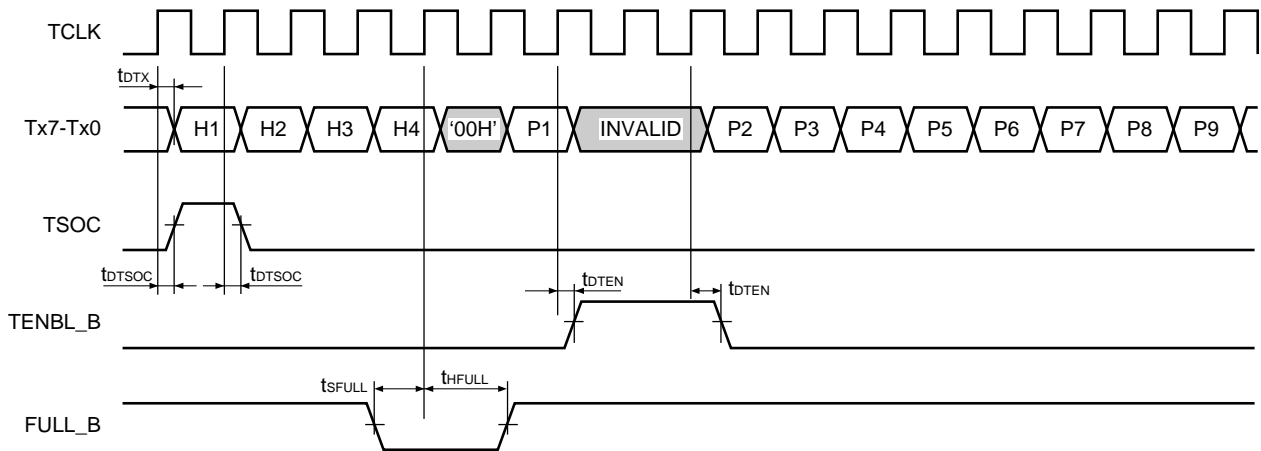 TCLK
tDTX
Tx7-Tx0 H1 H2 H3 H4 ‘00H’ P1 INVALID P2 P3 P4 P5 P6 P7 P8 P9
TSOC
tDTSOC tDTSOC
tDTEN tDTEN
TENBL_B
tSFULL tHFULL
FULL_B